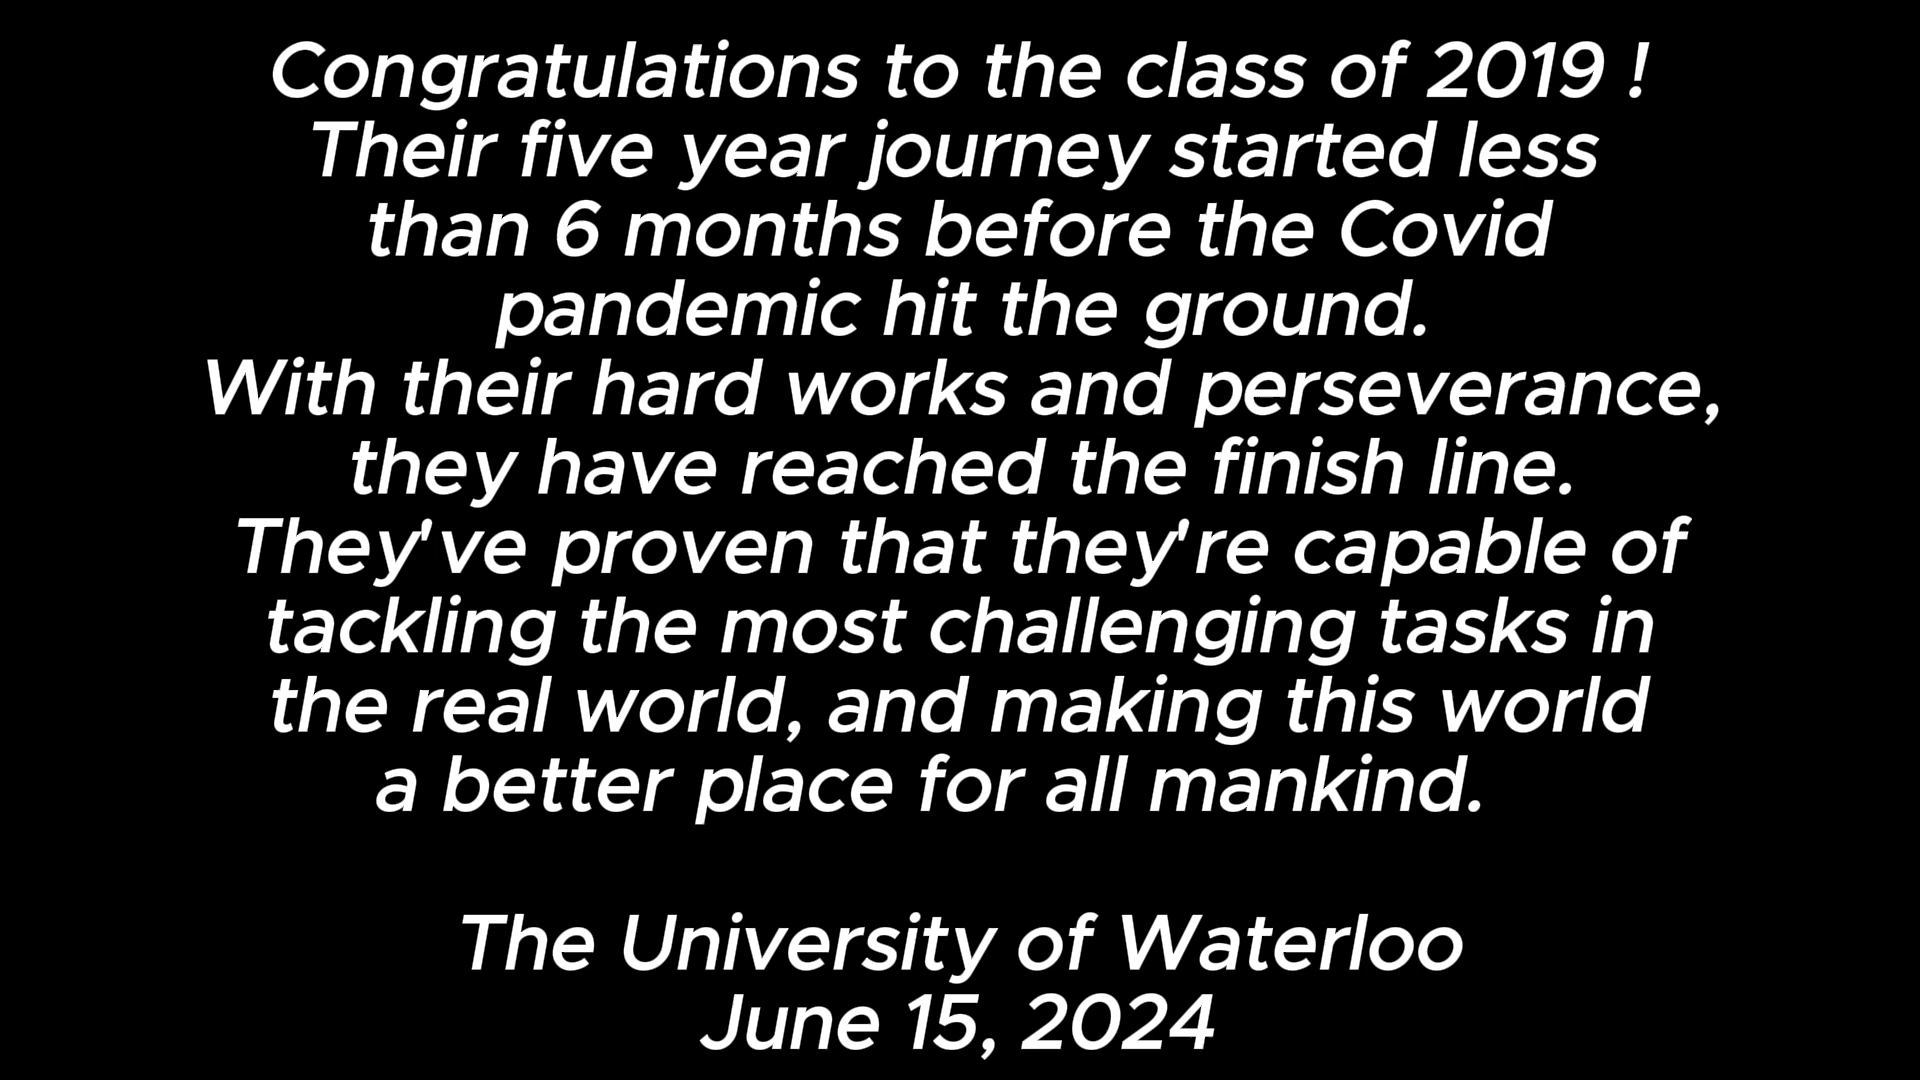 Congratulations to the class of 2019 !
Their five year journey started less
than 6 months before the Covid
pandemic hit the ground.
With their hard works and perseverance,
they have reached the finish line.
They've proven that they're capable of
tackling the most challenging tasks in
the real world, and making this world
a better place for all mankind.
The University of Waterloo
June 15, 2024